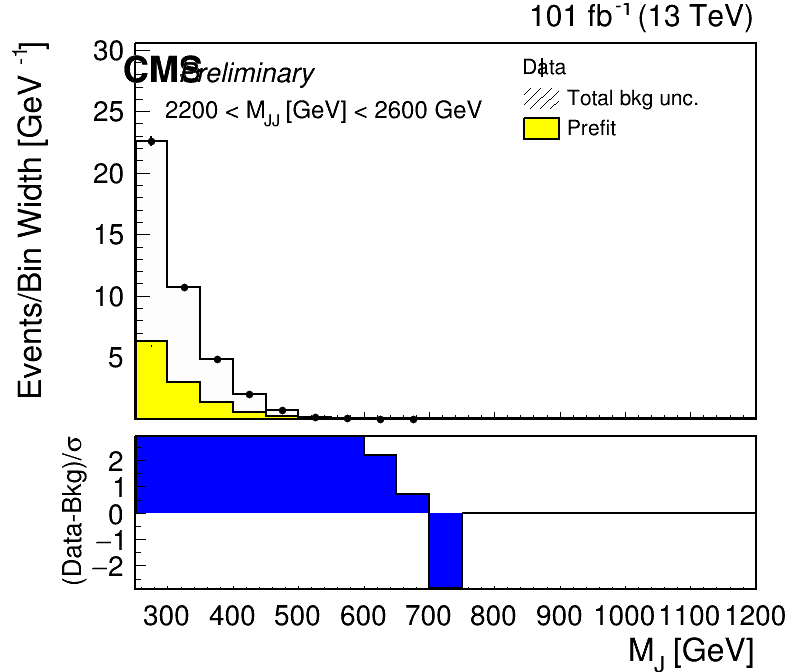 101 fb⁻¹ (13 TeV)
CMS Preliminary
2200 < M_JJ [GeV] < 2600 GeV
Data
Total bkg unc.
Prefit
Events/Bin Width [GeV⁻¹]
30
25
20
15
10
5
(Data-Bkg)/σ
2
1
0
−1
−2
300 400 500 600 700 800 900 1000 1100 1200
M_J [GeV]